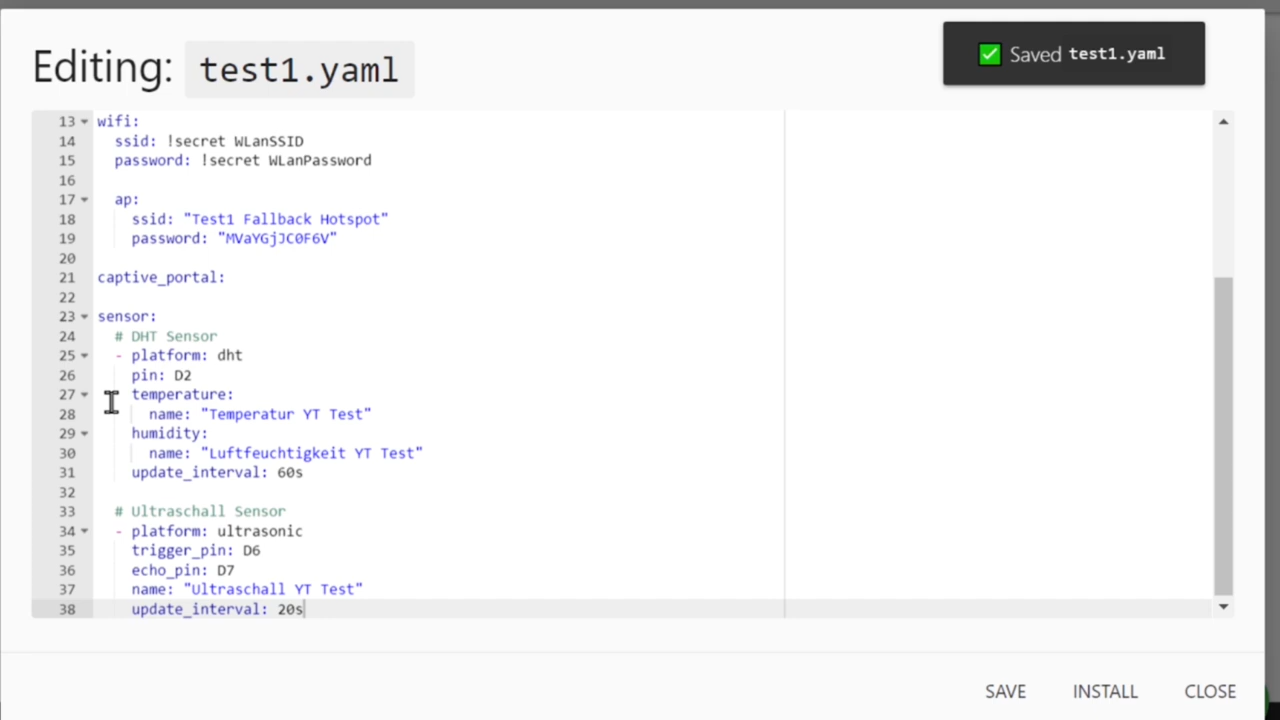 Editing: test1.yaml
✅ Saved test1.yaml
13 wifi:
14   ssid: !secret WLanSSID
15   password: !secret WLanPassword
16
17   ap:
18     ssid: "Test1 Fallback Hotspot"
19     password: "MVaYGjJC0F6V"
20
21 captive_portal:
22
23 sensor:
24   # DHT Sensor
25   - platform: dht
26     pin: D2
27     temperature:
28       name: "Temperatur YT Test"
29     humidity:
30       name: "Luftfeuchtigkeit YT Test"
31     update_interval: 60s
32
33   # Ultraschall Sensor
34   - platform: ultrasonic
35     trigger_pin: D6
36     echo_pin: D7
37     name: "Ultraschall YT Test"
38     update_interval: 20s
SAVE INSTALL CLOSE